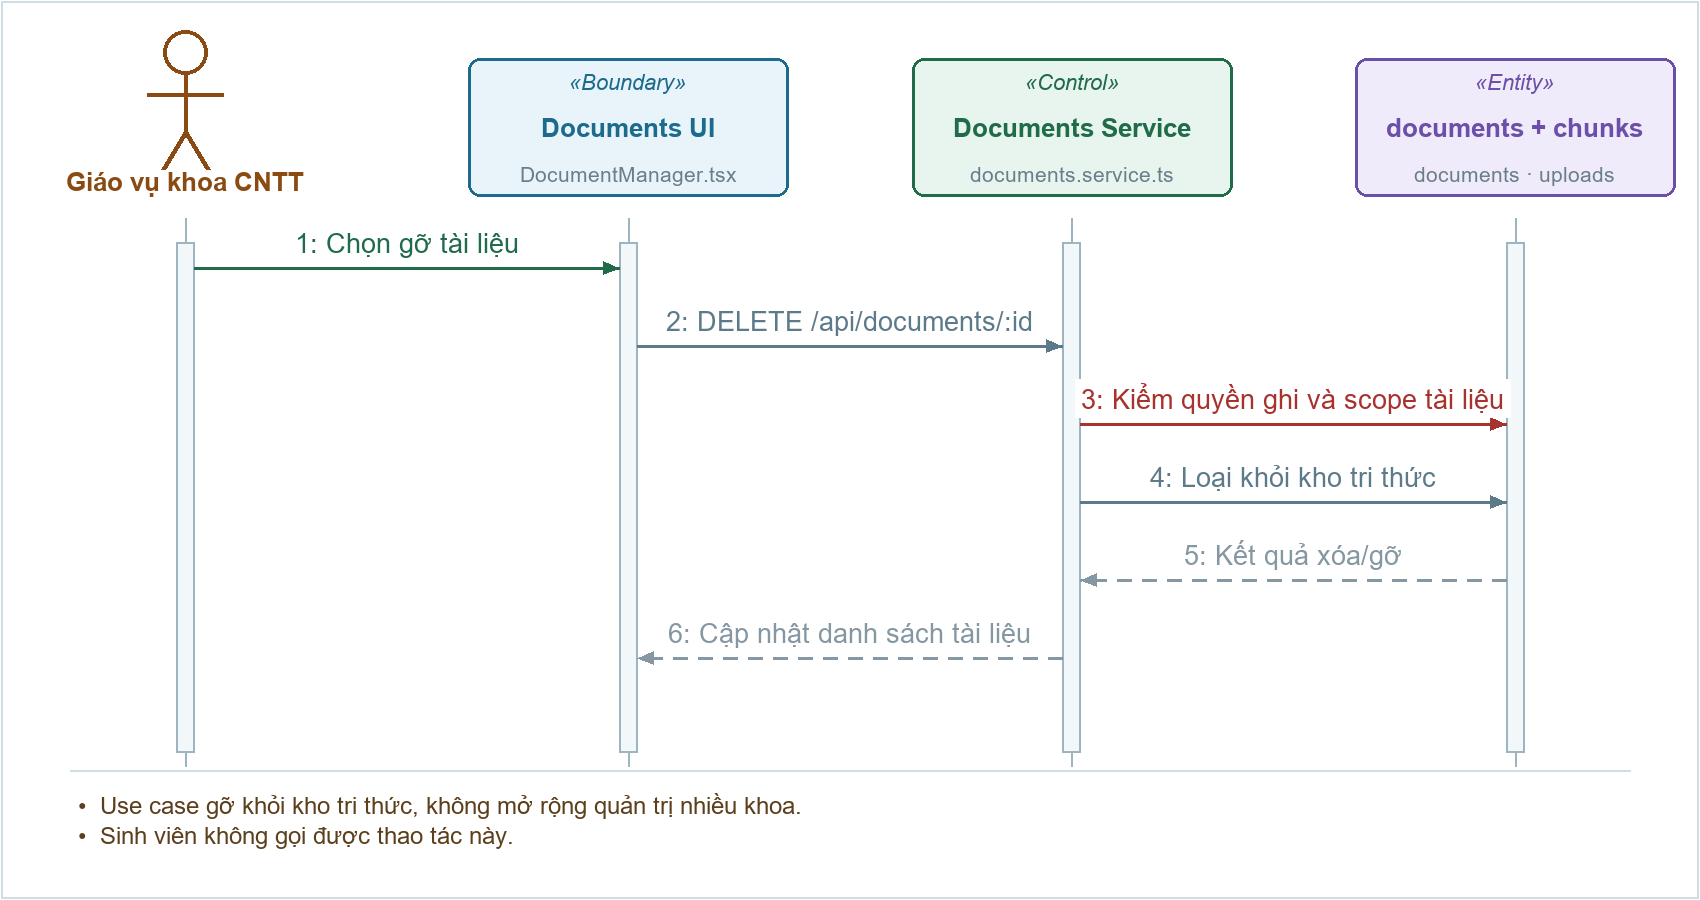 Giáo vụ khoa CNTT
«Boundary»
Documents UI
DocumentManager.tsx
«Control»
Documents Service
documents.service.ts
«Entity»
documents + chunks
documents · uploads
1: Chọn gỡ tài liệu
2: DELETE /api/documents/:id
3: Kiểm quyền ghi và scope tài liệu
4: Loại khỏi kho tri thức
5: Kết quả xóa/gỡ
6: Cập nhật danh sách tài liệu
• Use case gỡ khỏi kho tri thức, không mở rộng quản trị nhiều khoa.
• Sinh viên không gọi được thao tác này.